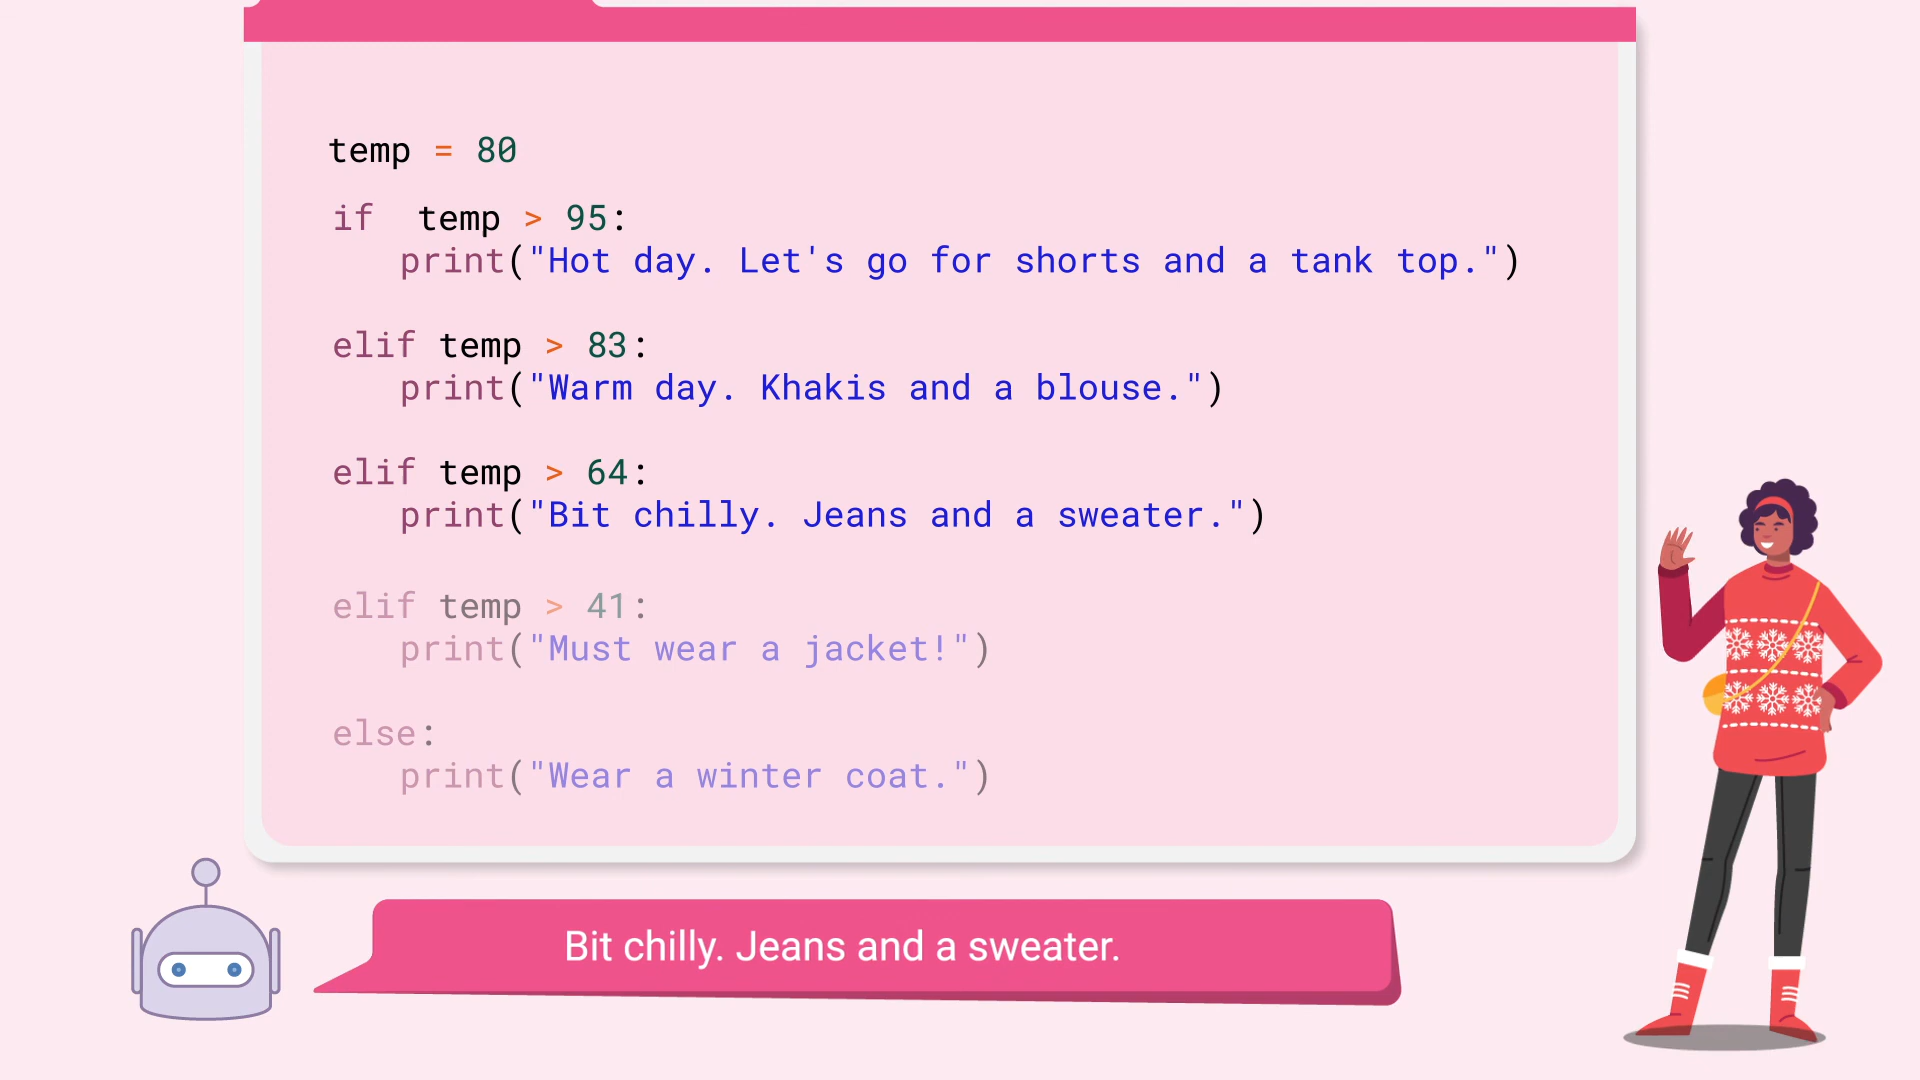 temp = 80
if  temp > 95:
print("Hot day. Let's go for shorts and a tank top.")
elif temp > 83:
print("Warm day. Khakis and a blouse.")
elif temp > 64:
print("Bit chilly. Jeans and a sweater.")
elif temp > 41:
print("Must wear a jacket!")
else:
print("Wear a winter coat.")
Bit chilly. Jeans and a sweater.